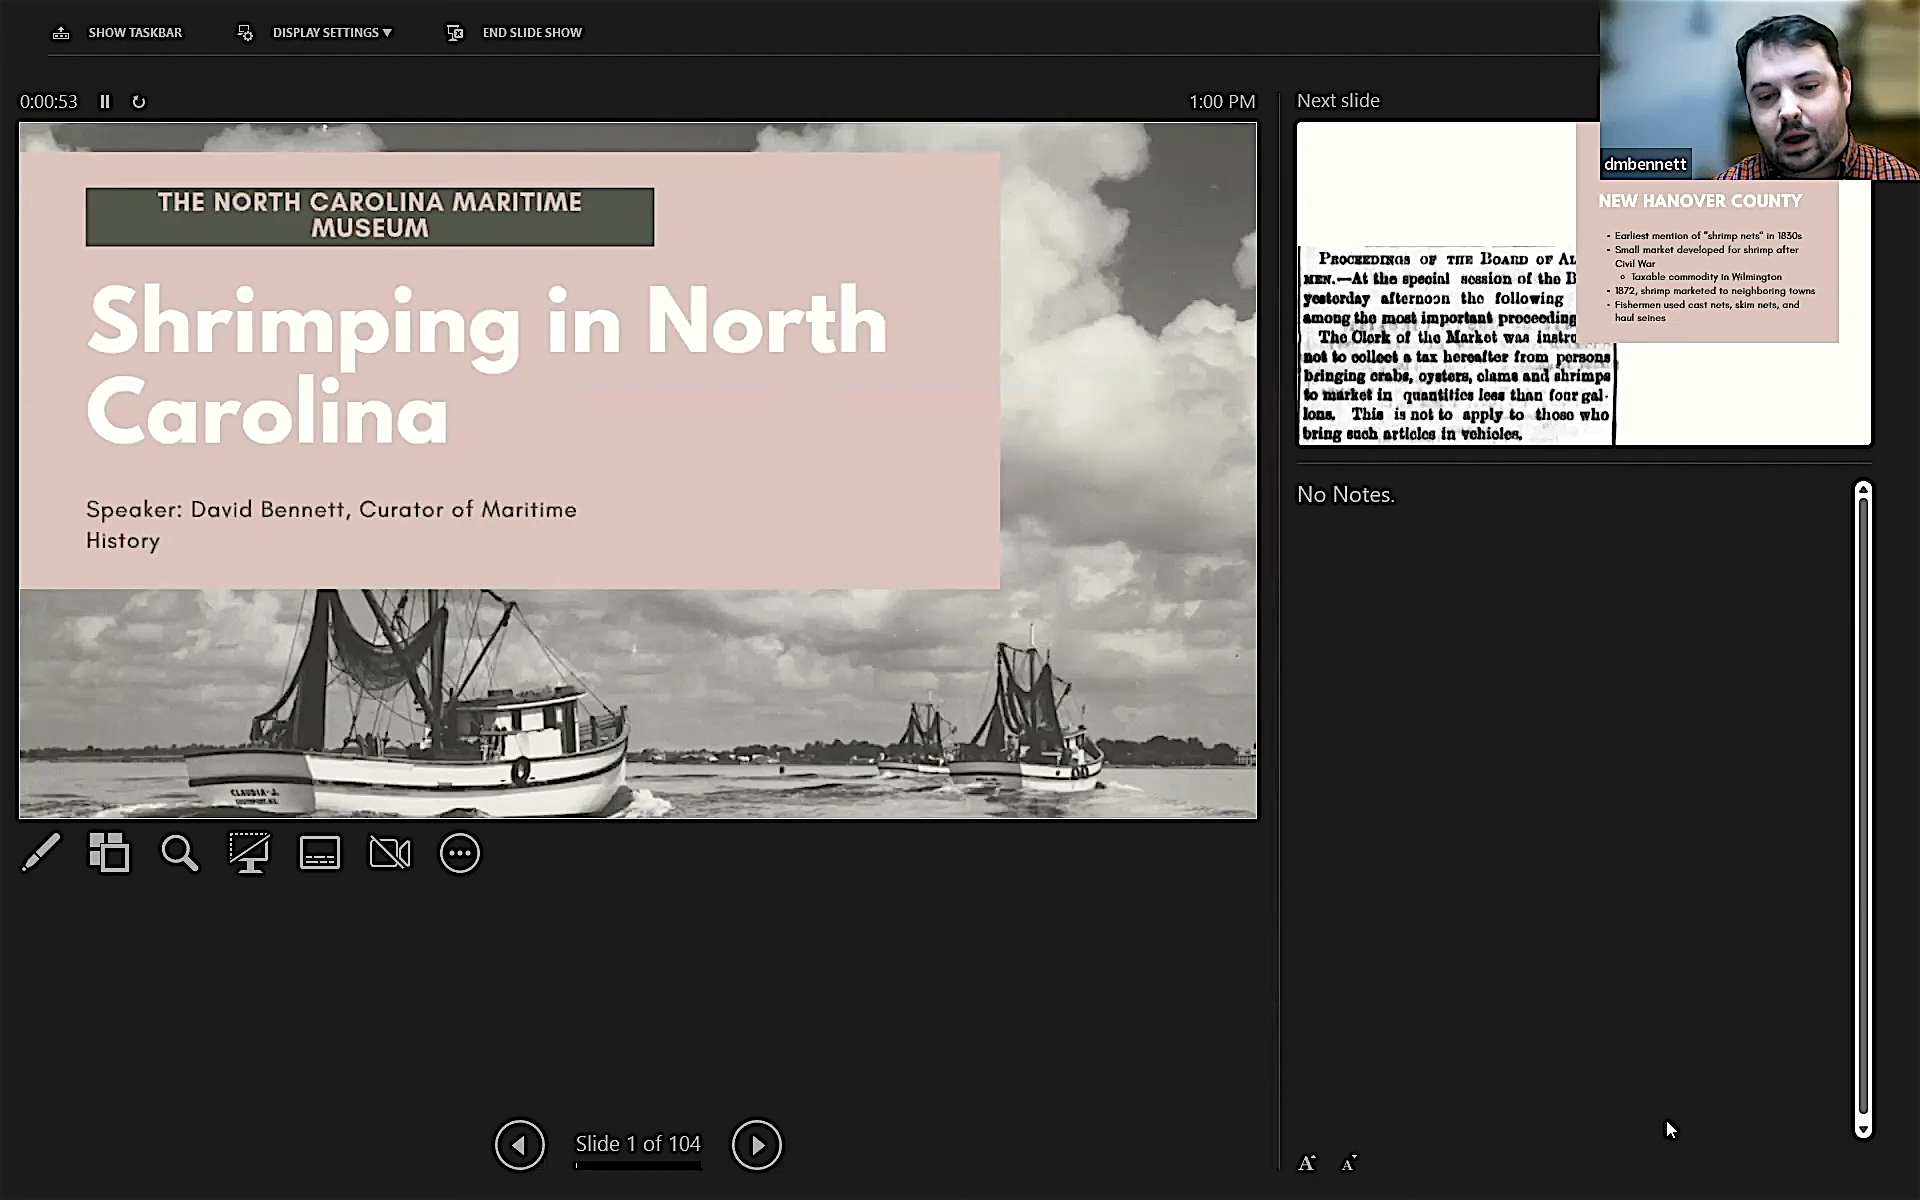 SHOW TASKBAR
DISPLAY SETTINGS ▼
END SLIDE SHOW
0:00:53
1:00 PM
Next slide
dmbennett
THE NORTH CAROLINA MARITIME
MUSEUM
Shrimping in North
Carolina
Speaker: David Bennett, Curator of Maritime
History
CLAUDIA-J.
NEW HANOVER COUNTY
• Earliest mention of "shrimp nets" in 1830s
• Small market developed for shrimp after
Civil War
Taxable commodity in Wilmington
• 1872, shrimp marketed to neighboring towns
• Fishermen used cast nets, skim nets, and
haul seines
PROCEEDINGS OF THE BOARD OF AL
MEN.—At the special session of the B
yesterday afternoon the following
among the most important proceeding
The Clerk of the Market was instru
not to collect a tax hereafter from persons
bringing crabs, oysters, clams and shrimps
to market in quantities less than four gal-
lons. This is not to apply to those who
bring such articles in vehicles.
No Notes.
Slide 1 of 104
A A